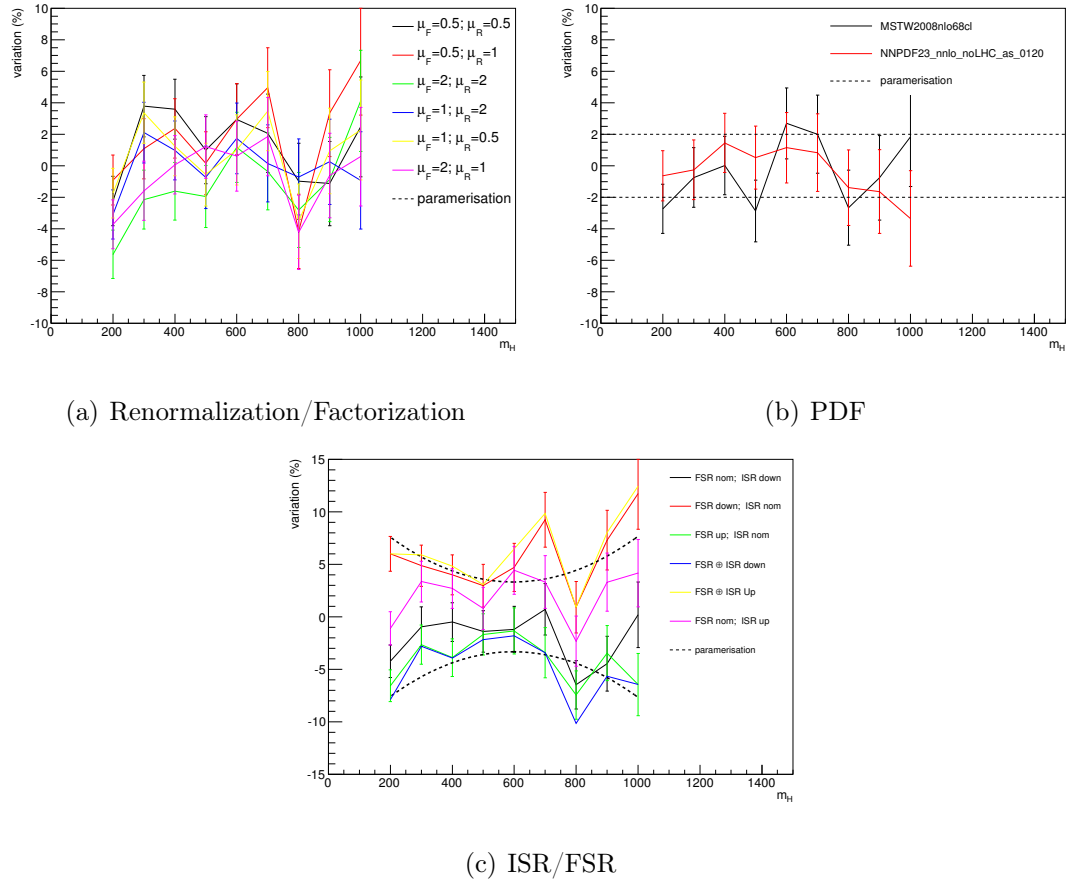 variation (%)
10
8
6
4
2
0
-2
-4
-6
-8
-10
0 200 400 600 800 1000 1200 1400
m_H
μ_F=0.5; μ_R=0.5
μ_F=0.5; μ_R=1
μ_F=2; μ_R=2
μ_F=1; μ_R=2
μ_F=1; μ_R=0.5
μ_F=2; μ_R=1
paramerisation
(a) Renormalization/Factorization
variation (%)
10
8
6
4
2
0
-2
-4
-6
-8
-10
0 200 400 600 800 1000 1200 1400
m_H
MSTW2008nlo68cl
NNPDF23_nnlo_noLHC_as_0120
paramerisation
(b) PDF
variation (%)
15
10
5
0
-5
-10
-15
0 200 400 600 800 1000 1200 1400
m_H
FSR nom; ISR down
FSR down; ISR nom
FSR up; ISR nom
FSR ⊕ ISR down
FSR ⊕ ISR Up
FSR nom; ISR up
paramerisation
(c) ISR/FSR